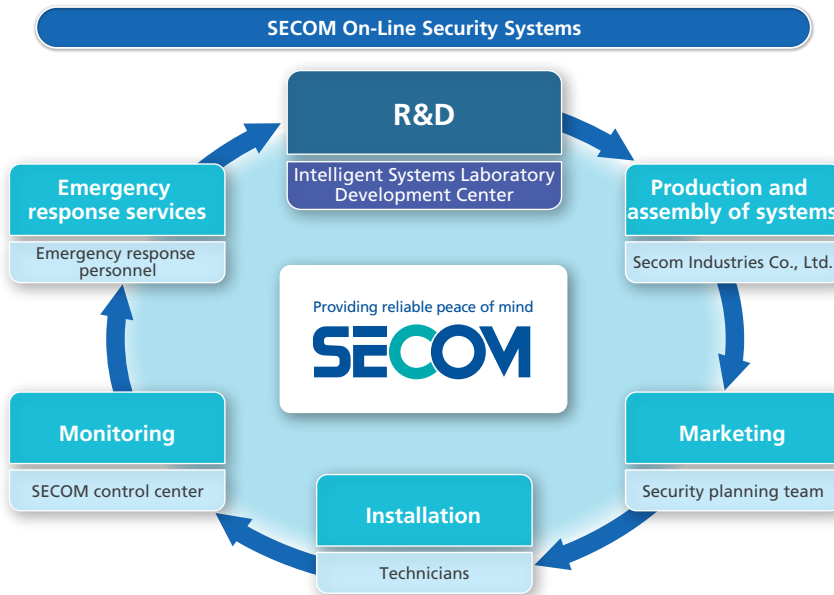 SECOM On-Line Security Systems
R&D
Intelligent Systems Laboratory
Development Center
Emergency
response services
Emergency response
personnel
Production and
assembly of systems
Secom Industries Co., Ltd.
Providing reliable peace of mind
SECOM
Monitoring
SECOM control center
Marketing
Security planning team
Installation
Technicians